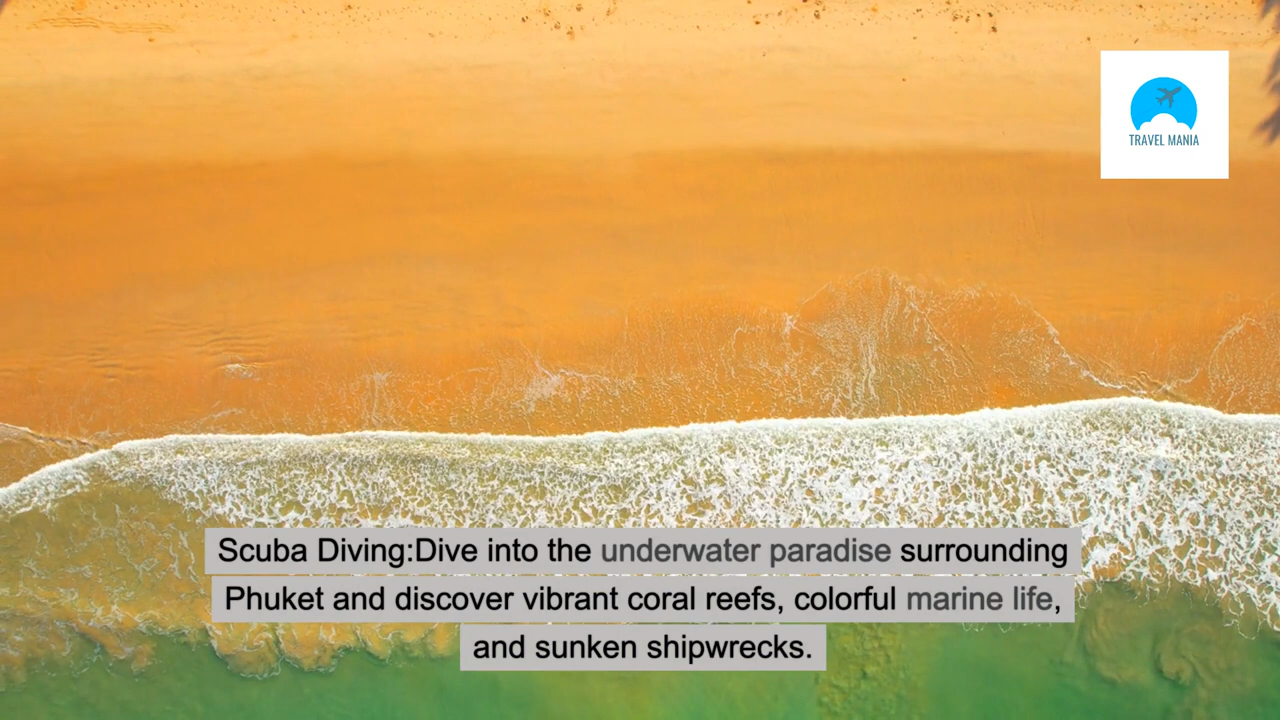 TRAVEL MANIA
Scuba Diving:Dive into the underwater paradise surrounding
Phuket and discover vibrant coral reefs, colorful marine life,
and sunken shipwrecks.